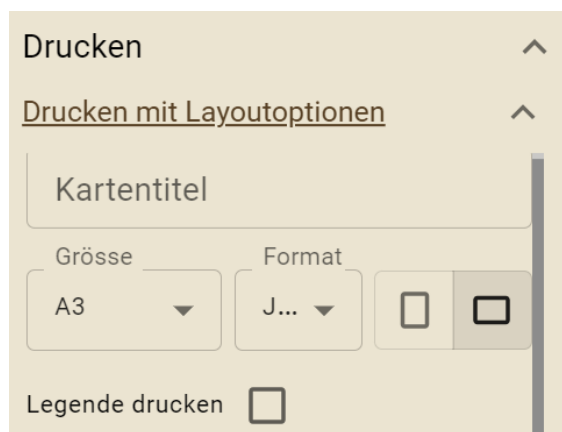 Drucken
Drucken mit Layoutoptionen
Kartentitel
Grösse Format
A3 J...
Legende drucken